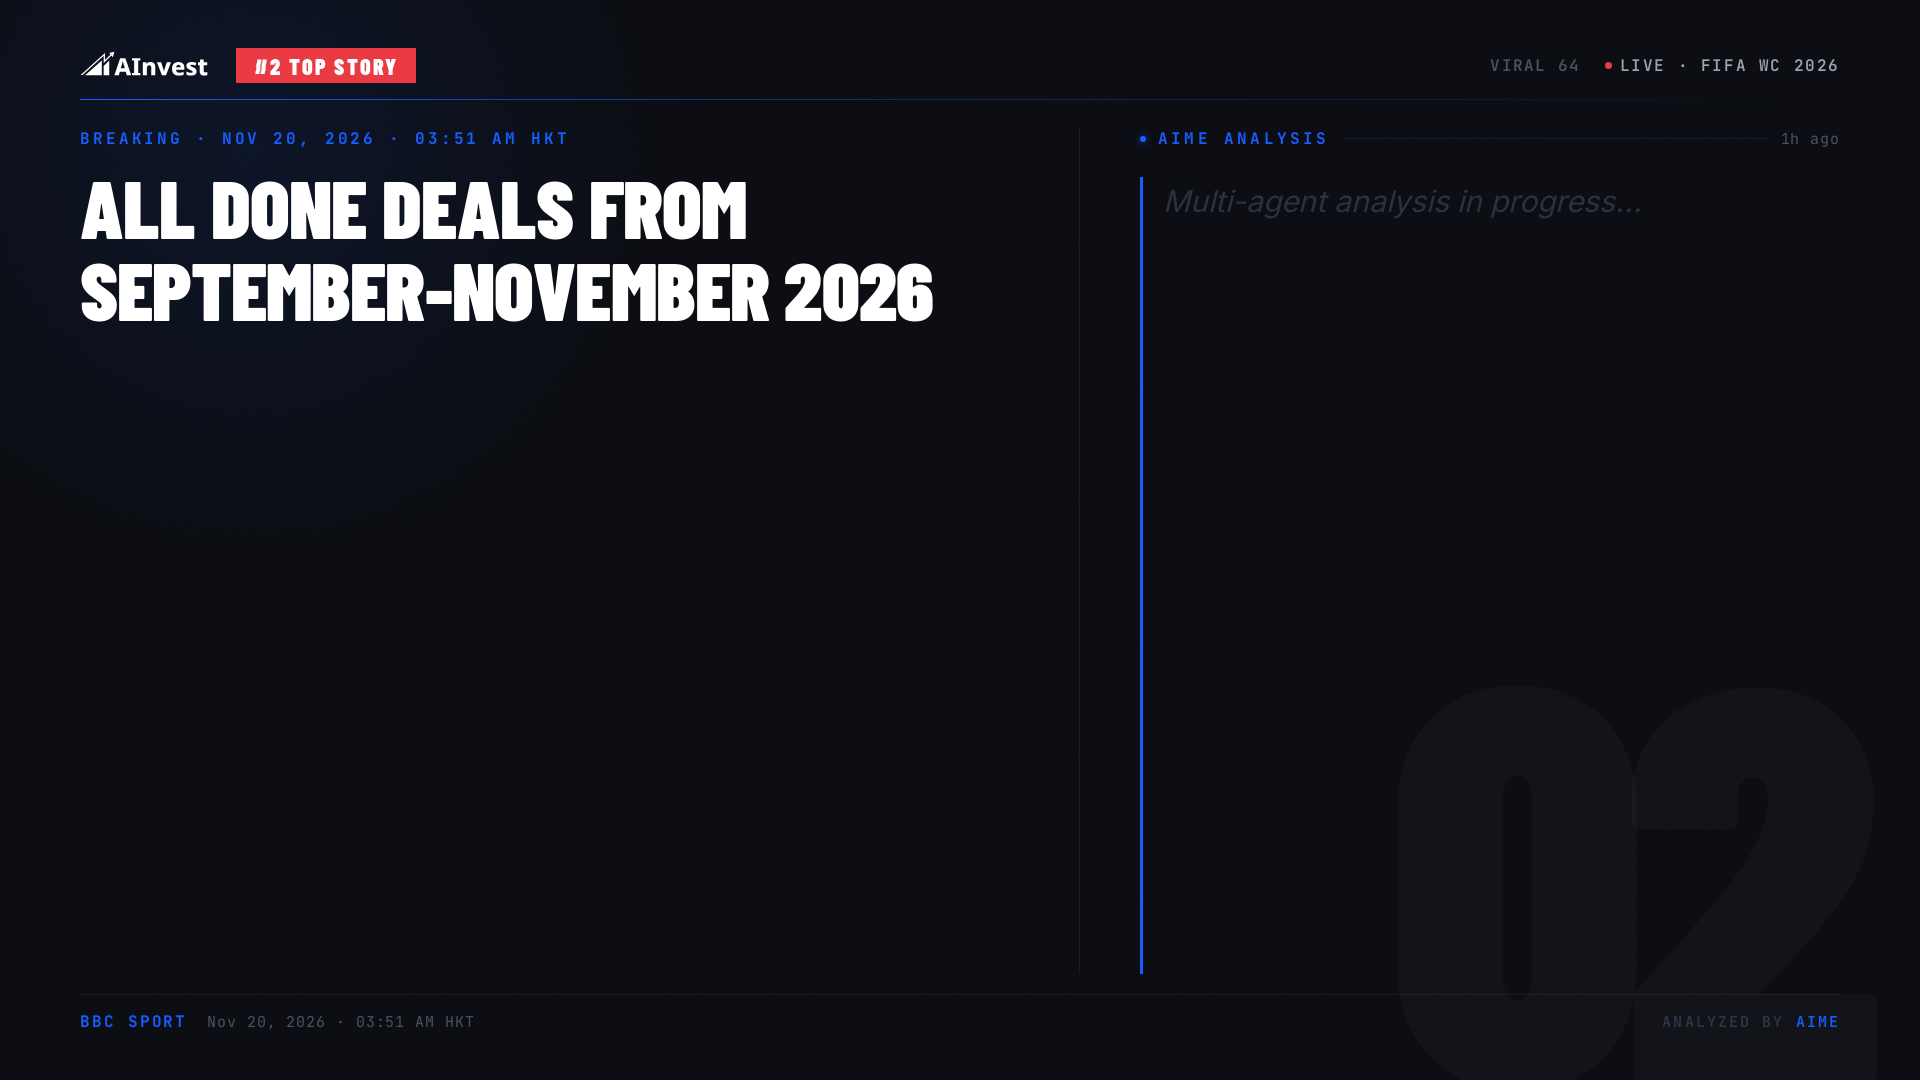 AInvest
#2 TOP STORY
VIRAL 64
LIVE · FIFA WC 2026
BREAKING · NOV 20, 2026 · 03:51 AM HKT
ALL DONE DEALS FROM
SEPTEMBER-NOVEMBER 2026
AIME ANALYSIS
1h ago
Multi-agent analysis in progress...
02
BBC SPORT
Nov 20, 2026 · 03:51 AM HKT
ANALYZED BY AIME